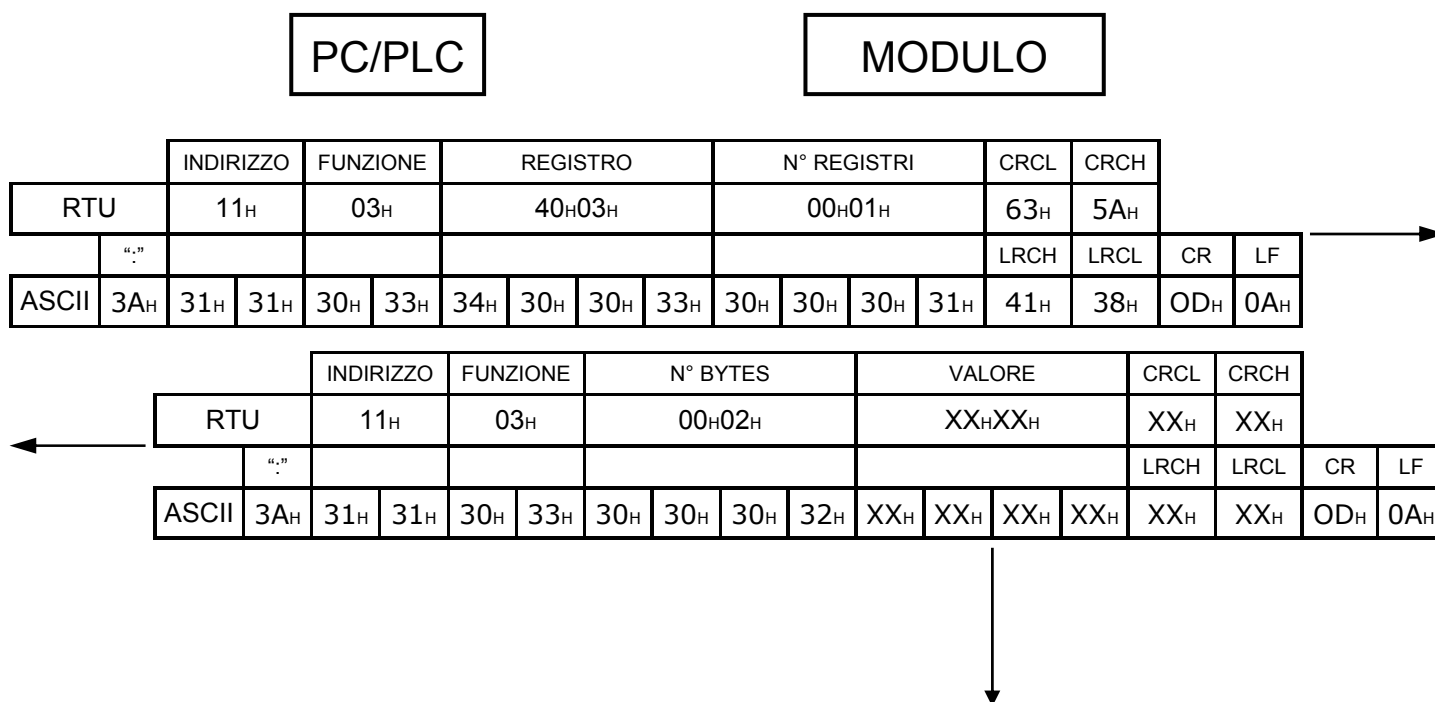 PC/PLC MODULO
INDIRIZZO FUNZIONE REGISTRO N° REGISTRI CRCL CRCH
RTU 11H 03H 40H03H 00H01H 63H 5AH
“:” LRCH LRCL CR LF
ASCII 3AH 31H 31H 30H 33H 34H 30H 30H 33H 30H 30H 30H 31H 41H 38H ODH 0AH
INDIRIZZO FUNZIONE N° BYTES VALORE CRCL CRCH
RTU 11H 03H 00H02H XXHXXH XXH XXH
“:” LRCH LRCL CR LF
ASCII 3AH 31H 31H 30H 33H 30H 30H 30H 32H XXH XXH XXH XXH XXH XXH ODH 0AH